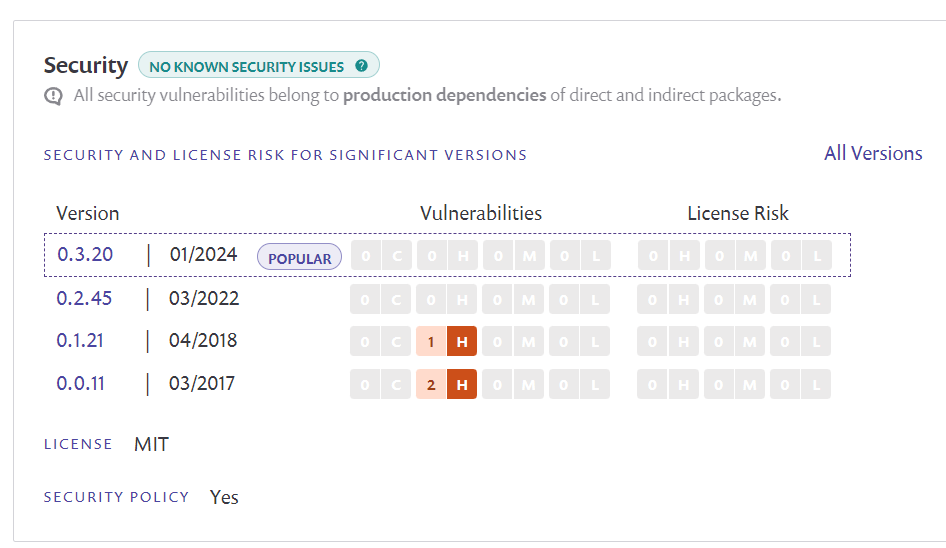 Security NO KNOWN SECURITY ISSUES ?
All security vulnerabilities belong to production dependencies of direct and indirect packages.
SECURITY AND LICENSE RISK FOR SIGNIFICANT VERSIONS All Versions
Version Vulnerabilities License Risk
0.3.20 | 01/2024 POPULAR 0 C 0 H 0 M 0 L 0 H 0 M 0 L
0.2.45 | 03/2022 0 C 0 H 0 M 0 L 0 H 0 M 0 L
0.1.21 | 04/2018 0 C 1 H 0 M 0 L 0 H 0 M 0 L
0.0.11 | 03/2017 0 C 2 H 0 M 0 L 0 H 0 M 0 L
LICENSE MIT
SECURITY POLICY Yes